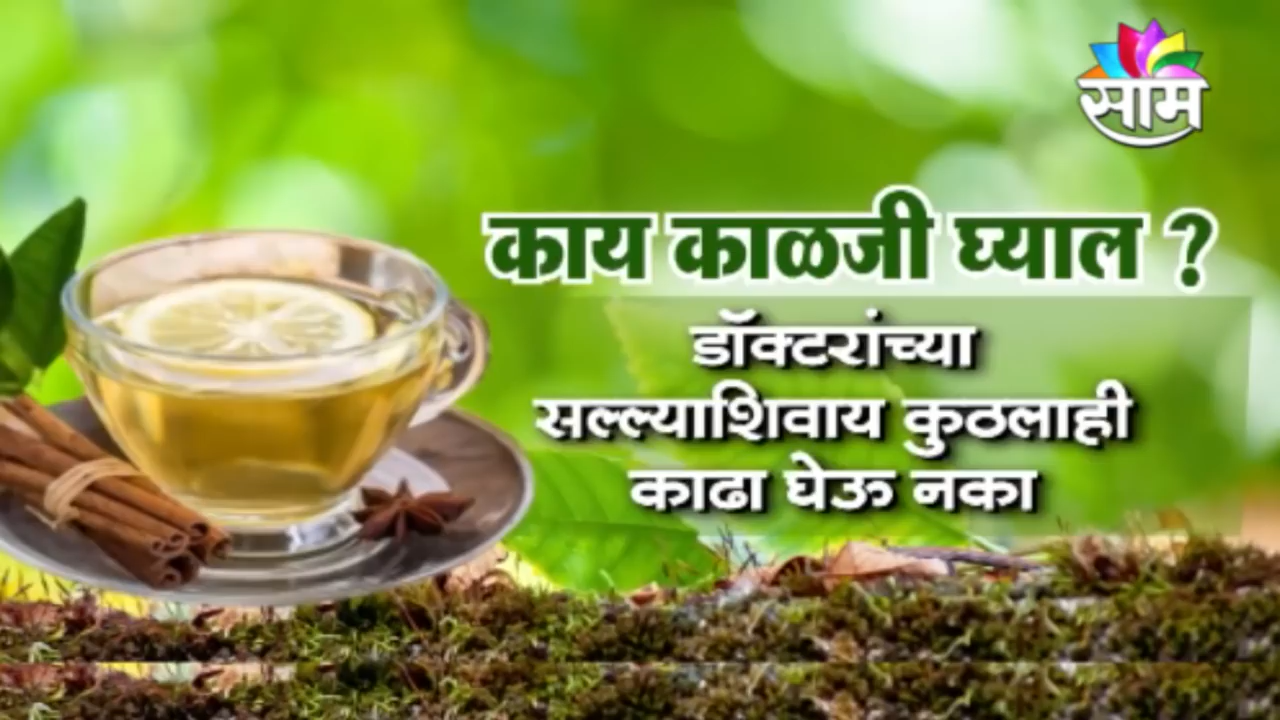 साम
काय काळजी घ्याल ?
डॉक्टरांच्या
सल्ल्याशिवाय कुठलाही
काढा घेऊ नका